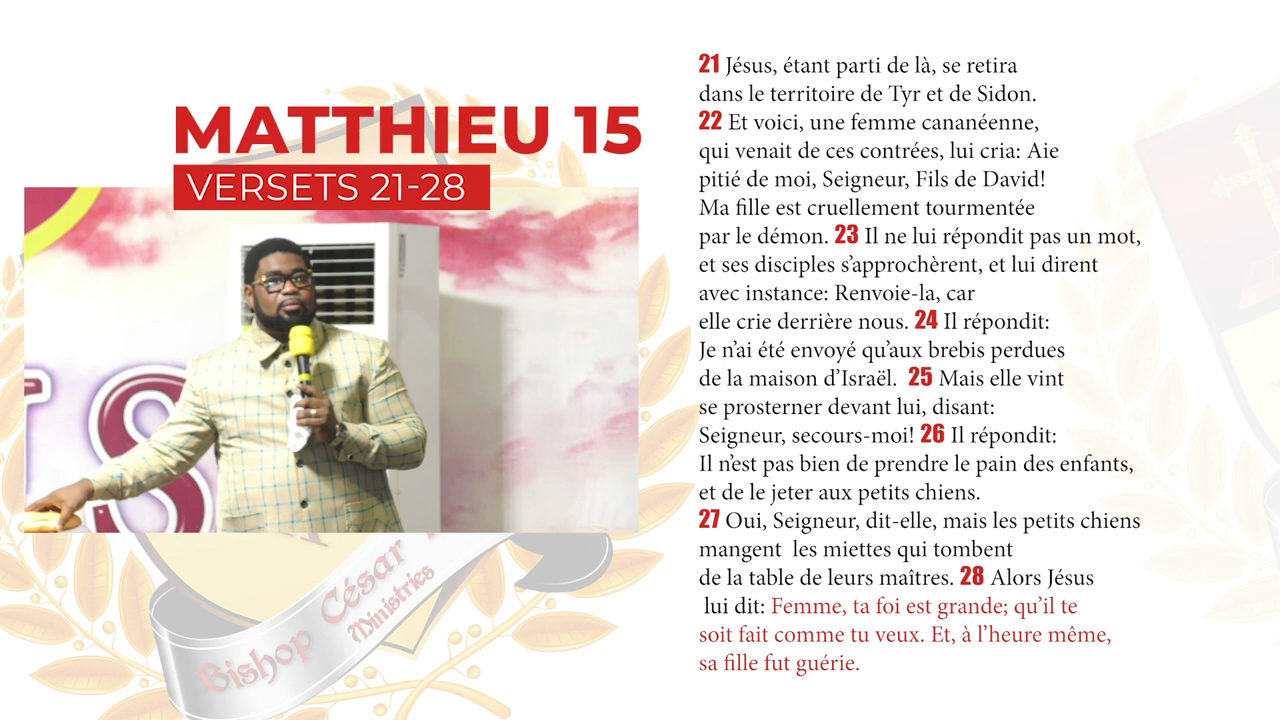 MATTHIEU 15
VERSETS 21-28
Bishop César
Ministries
21 Jésus, étant parti de là, se retira
dans le territoire de Tyr et de Sidon.
22 Et voici, une femme cananéenne,
qui venait de ces contrées, lui cria: Aie
pitié de moi, Seigneur, Fils de David!
Ma fille est cruellement tourmentée
par le démon. 23 Il ne lui répondit pas un mot,
et ses disciples s’approchèrent, et lui dirent
avec instance: Renvoie-la, car
elle crie derrière nous. 24 Il répondit:
Je n’ai été envoyé qu’aux brebis perdues
de la maison d’Israël.  25 Mais elle vint
se prosterner devant lui, disant:
Seigneur, secours-moi! 26 Il répondit:
Il n’est pas bien de prendre le pain des enfants,
et de le jeter aux petits chiens.
27 Oui, Seigneur, dit-elle, mais les petits chiens
mangent  les miettes qui tombent
de la table de leurs maîtres. 28 Alors Jésus
lui dit: Femme, ta foi est grande; qu’il te
soit fait comme tu veux. Et, à l’heure même,
sa fille fut guérie.